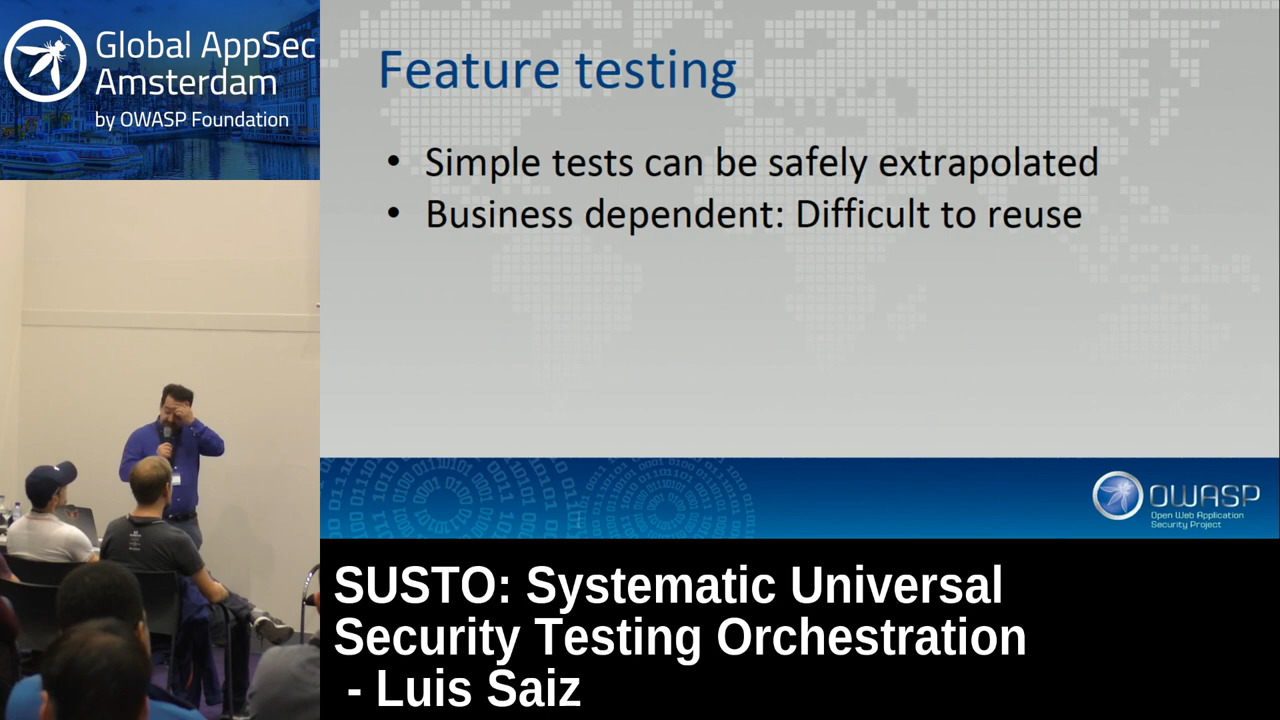 Global AppSec
Amsterdam
by OWASP Foundation
Feature testing
• Simple tests can be safely extrapolated
• Business dependent: Difficult to reuse
OWASP
Open Web Application
Security Project
SUSTO: Systematic Universal
Security Testing Orchestration
- Luis Saiz